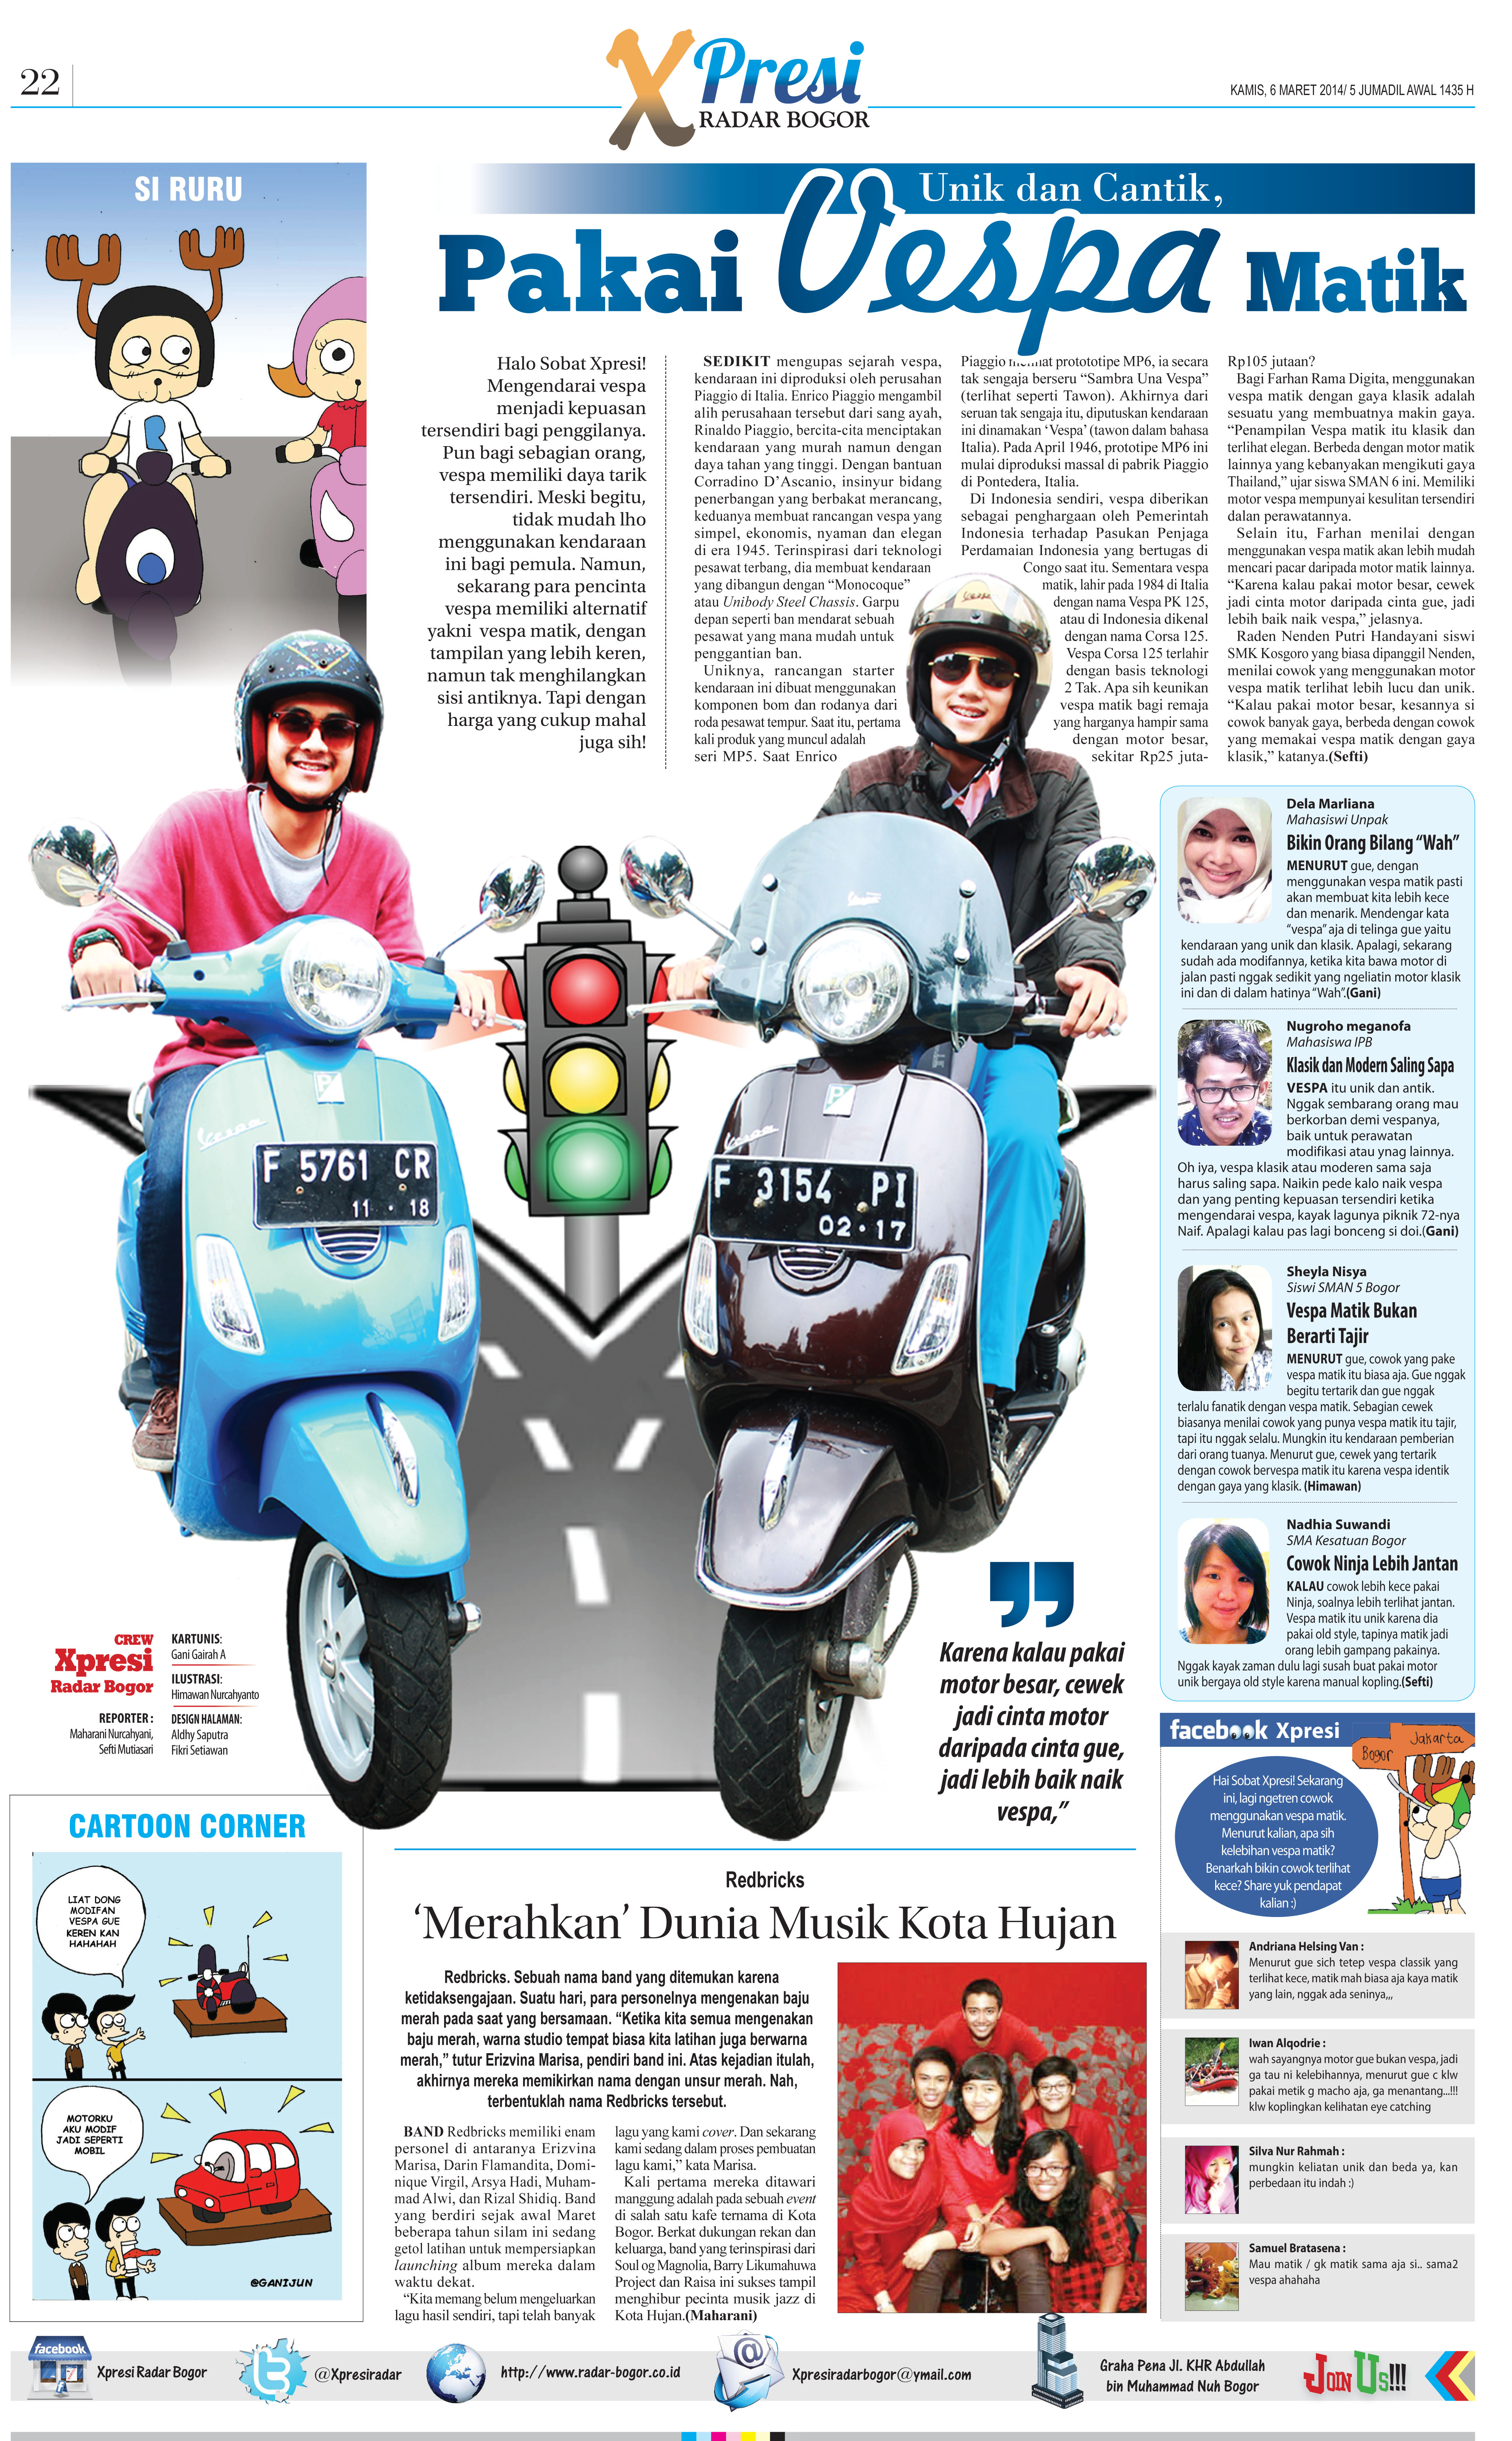 22
XPresi
RADAR BOGOR
KAMIS, 6 MARET 2014/ 5 JUMADIL AWAL 1435 H
SI RURU
R
Unik dan Cantik,
Pakai Vespa Matik
Halo Sobat Xpresi!
Mengendarai vespa
menjadi kepuasan
tersendiri bagi penggilanya.
Pun bagi sebagian orang,
vespa memiliki daya tarik
tersendiri. Meski begitu,
tidak mudah lho
menggunakan kendaraan
ini bagi pemula. Namun,
sekarang para pencinta
vespa memiliki alternatif
yakni vespa matik, dengan
tampilan yang lebih keren,
namun tak menghilangkan
sisi antiknya. Tapi dengan
harga yang cukup mahal
juga sih!
SEDIKIT mengupas sejarah vespa,
kendaraan ini diproduksi oleh perusahan
Piaggio di Italia. Enrico Piaggio mengambil
alih perusahaan tersebut dari sang ayah,
Rinaldo Piaggio, bercita-cita menciptakan
kendaraan yang murah namun dengan
daya tahan yang tinggi. Dengan bantuan
Corradino D'Ascanio, insinyur bidang
penerbangan yang berbakat merancang,
keduanya membuat rancangan vespa yang
simpel, ekonomis, nyaman dan elegan
di era 1945. Terinspirasi dari teknologi
pesawat terbang, dia membuat kendaraan
yang dibangun dengan “Monocoque”
atau Unibody Steel Chassis. Garpu
depan seperti ban mendarat sebuah
pesawat yang mana mudah untuk
penggantian ban.
Uniknya, rancangan starter
kendaraan ini dibuat menggunakan
komponen bom dan rodanya dari
roda pesawat tempur. Saat itu, pertama
kali produk yang muncul adalah
seri MP5. Saat Enrico
Piaggio melihat protototipe MP6, ia secara
tak sengaja berseru “Sambra Una Vespa”
(terlihat seperti Tawon). Akhirnya dari
seruan tak sengaja itu, diputuskan kendaraan
ini dinamakan ‘Vespa’ (tawon dalam bahasa
Italia). Pada April 1946, prototipe MP6 ini
mulai diproduksi massal di pabrik Piaggio
di Pontedera, Italia.
Di Indonesia sendiri, vespa diberikan
sebagai penghargaan oleh Pemerintah
Indonesia terhadap Pasukan Penjaga
Perdamaian Indonesia yang bertugas di
Congo saat itu. Sementara vespa
matik, lahir pada 1984 di Italia
dengan nama Vespa PK 125,
atau di Indonesia dikenal
dengan nama Corsa 125.
Vespa Corsa 125 terlahir
dengan basis teknologi
2 Tak. Apa sih keunikan
vespa matik bagi remaja
yang harganya hampir sama
dengan motor besar,
sekitar Rp25 juta-
Rp105 jutaan?
Bagi Farhan Rama Digita, menggunakan
vespa matik dengan gaya klasik adalah
sesuatu yang membuatnya makin gaya.
“Penampilan Vespa matik itu klasik dan
terlihat elegan. Berbeda dengan motor matik
lainnya yang kebanyakan mengikuti gaya
Thailand,” ujar siswa SMAN 6 ini. Memiliki
motor vespa mempunyai kesulitan tersendiri
dalan perawatannya.
Selain itu, Farhan menilai dengan
menggunakan vespa matik akan lebih mudah
mencari pacar daripada motor matik lainnya.
“Karena kalau pakai motor besar, cewek
jadi cinta motor daripada cinta gue, jadi
lebih baik naik vespa,” jelasnya.
Raden Nenden Putri Handayani siswi
SMK Kosgoro yang biasa dipanggil Nenden,
menilai cowok yang menggunakan motor
vespa matik terlihat lebih lucu dan unik.
“Kalau pakai motor besar, kesannya si
cowok banyak gaya, berbeda dengan cowok
yang memakai vespa matik dengan gaya
klasik,” katanya.(Sefti)
Vespa
F 5761 CR
11 · 18
Vespa
F 3154 PI
02 · 17
Dela Marliana
Mahasiswi Unpak
Bikin Orang Bilang “Wah”
MENURUT gue, dengan
menggunakan vespa matik pasti
akan membuat kita lebih kece
dan menarik. Mendengar kata
“vespa” aja di telinga gue yaitu
kendaraan yang unik dan klasik. Apalagi, sekarang
sudah ada modifannya, ketika kita bawa motor di
jalan pasti nggak sedikit yang ngeliatin motor klasik
ini dan di dalam hatinya “Wah”.(Gani)
Nugroho meganofa
Mahasiswa IPB
Klasik dan Modern Saling Sapa
VESPA itu unik dan antik.
Nggak sembarang orang mau
berkorban demi vespanya,
baik untuk perawatan
modifikasi atau ynag lainnya.
Oh iya, vespa klasik atau moderen sama saja
harus saling sapa. Naikin pede kalo naik vespa
dan yang penting kepuasan tersendiri ketika
mengendarai vespa, kayak lagunya piknik 72-nya
Naif. Apalagi kalau pas lagi bonceng si doi.(Gani)
Sheyla Nisya
Siswi SMAN 5 Bogor
Vespa Matik Bukan
Berarti Tajir
MENURUT gue, cowok yang pake
vespa matik itu biasa aja. Gue nggak
begitu tertarik dan gue nggak
terlalu fanatik dengan vespa matik. Sebagian cewek
biasanya menilai cowok yang punya vespa matik itu tajir,
tapi itu nggak selalu. Mungkin itu kendaraan pemberian
dari orang tuanya. Menurut gue, cewek yang tertarik
dengan cowok bervespa matik itu karena vespa identik
dengan gaya yang klasik. (Himawan)
Nadhia Suwandi
SMA Kesatuan Bogor
Cowok Ninja Lebih Jantan
KALAU cowok lebih kece pakai
Ninja, soalnya lebih terlihat jantan.
Vespa matik itu unik karena dia
pakai old style, tapinya matik jadi
orang lebih gampang pakainya.
Nggak kayak zaman dulu lagi susah buat pakai motor
unik bergaya old style karena manual kopling.(Sefti)
”
Karena kalau pakai
motor besar, cewek
jadi cinta motor
daripada cinta gue,
jadi lebih baik naik
vespa,”
CREW
Xpresi
Radar Bogor
REPORTER :
Maharani Nurcahyani,
Sefti Mutiasari
KARTUNIS:
Gani Gairah A
ILUSTRASI:
Himawan Nurcahyanto
DESIGN HALAMAN:
Aldhy Saputra
Fikri Setiawan
CARTOON CORNER
LIAT DONG
MODIFAN
VESPA GUE
KEREN KAN
HAHAHAH
MOTORKU
AKU MODIF
JADI SEPERTI
MOBIL
@GANIJUN
Redbricks
‘Merahkan’ Dunia Musik Kota Hujan
Redbricks. Sebuah nama band yang ditemukan karena
ketidaksengajaan. Suatu hari, para personelnya mengenakan baju
merah pada saat yang bersamaan. “Ketika kita semua mengenakan
baju merah, warna studio tempat biasa kita latihan juga berwarna
merah,” tutur Erizvina Marisa, pendiri band ini. Atas kejadian itulah,
akhirnya mereka memikirkan nama dengan unsur merah. Nah,
terbentuklah nama Redbricks tersebut.
BAND Redbricks memiliki enam
personel di antaranya Erizvina
Marisa, Darin Flamandita, Domi-
nique Virgil, Arsya Hadi, Muham-
mad Alwi, dan Rizal Shidiq. Band
yang berdiri sejak awal Maret
beberapa tahun silam ini sedang
getol latihan untuk mempersiapkan
launching album mereka dalam
waktu dekat.
“Kita memang belum mengeluarkan
lagu hasil sendiri, tapi telah banyak
lagu yang kami cover. Dan sekarang
kami sedang dalam proses pembuatan
lagu kami,” kata Marisa.
Kali pertama mereka ditawari
manggung adalah pada sebuah event
di salah satu kafe ternama di Kota
Bogor. Berkat dukungan rekan dan
keluarga, band yang terinspirasi dari
Soul og Magnolia, Barry Likumahuwa
Project dan Raisa ini sukses tampil
menghibur pecinta musik jazz di
Kota Hujan.(Maharani)
facebook Xpresi
Bogor
Jakarta
Hai Sobat Xpresi! Sekarang
ini, lagi ngetren cowok
menggunakan vespa matik.
Menurut kalian, apa sih
kelebihan vespa matik?
Benarkah bikin cowok terlihat
kece? Share yuk pendapat
kalian :)
Andriana Helsing Van :
Menurut gue sich tetep vespa classik yang
terlihat kece, matik mah biasa aja kaya matik
yang lain, nggak ada seninya,,,
Iwan Alqodrie :
wah sayangnya motor gue bukan vespa, jadi
ga tau ni kelebihannya, menurut gue c klw
pakai metik g macho aja, ga menantang...!!!
klw koplingkan kelihatan eye catching
Silva Nur Rahmah :
mungkin keliatan unik dan beda ya, kan
perbedaan itu indah :)
Samuel Bratasena :
Mau matik / gk matik sama aja si.. sama2
vespa ahahaha
facebook
Xpresi Radar Bogor
@Xpresiradar
http://www.radar-bogor.co.id
Xpresiradarbogor@ymail.com
Graha Pena Jl. KHR Abdullah
bin Muhammad Nuh Bogor
Join Us!!!